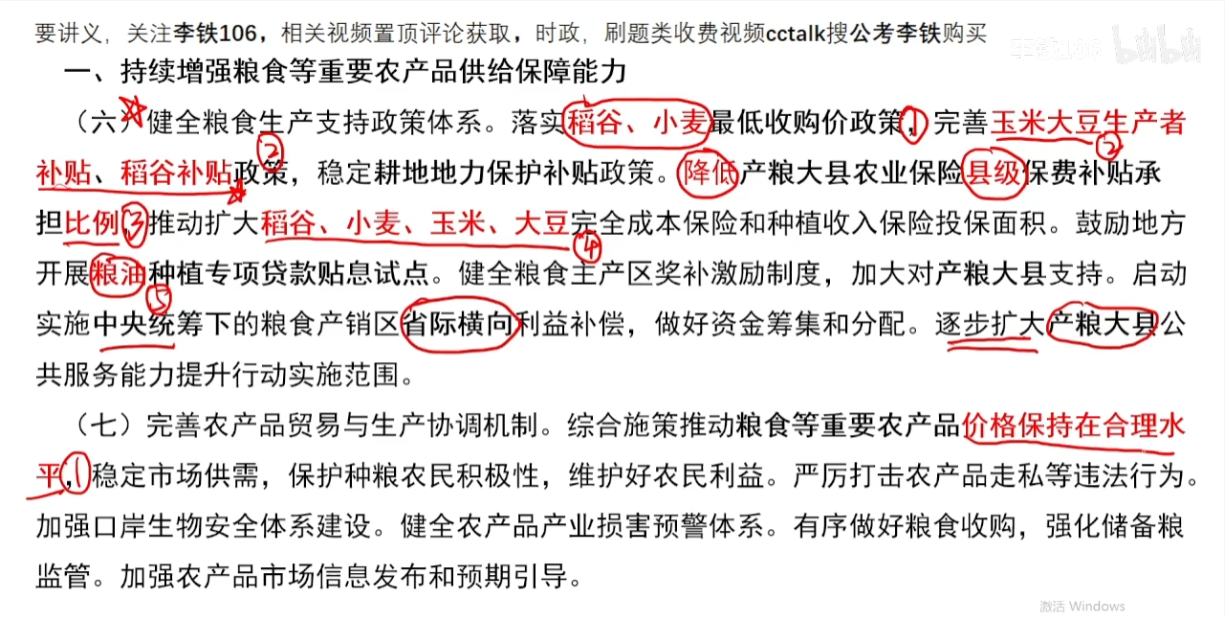 要讲义，关注李铁106，相关视频置顶评论获取，时政，刷题类收费视频cctalk搜公考李铁购买
李铁106 bilibili
一、持续增强粮食等重要农产品供给保障能力
（六）健全粮食生产支持政策体系。落实稻谷、小麦最低收购价政策，①完善玉米大豆生产者
补贴、稻谷补贴政策，②稳定耕地地力保护补贴政策。降低产粮大县农业保险县级保费补贴承
担比例，③推动扩大稻谷、小麦、玉米、大豆完全成本保险和种植收入保险投保面积。鼓励地方
开展粮油种植专项贷款贴息试点。④健全粮食主产区奖补激励制度，加大对产粮大县支持。启动
实施中央统筹下的粮食产销区省际横向利益补偿，⑤做好资金筹集和分配。逐步扩大产粮大县公
共服务能力提升行动实施范围。
（七）完善农产品贸易与生产协调机制。综合施策推动粮食等重要农产品价格保持在合理水
平，①稳定市场供需，保护种粮农民积极性，维护好农民利益。严厉打击农产品走私等违法行为。
加强口岸生物安全体系建设。健全农产品产业损害预警体系。有序做好粮食收购，强化储备粮
监管。加强农产品市场信息发布和预期引导。
激活 Windows